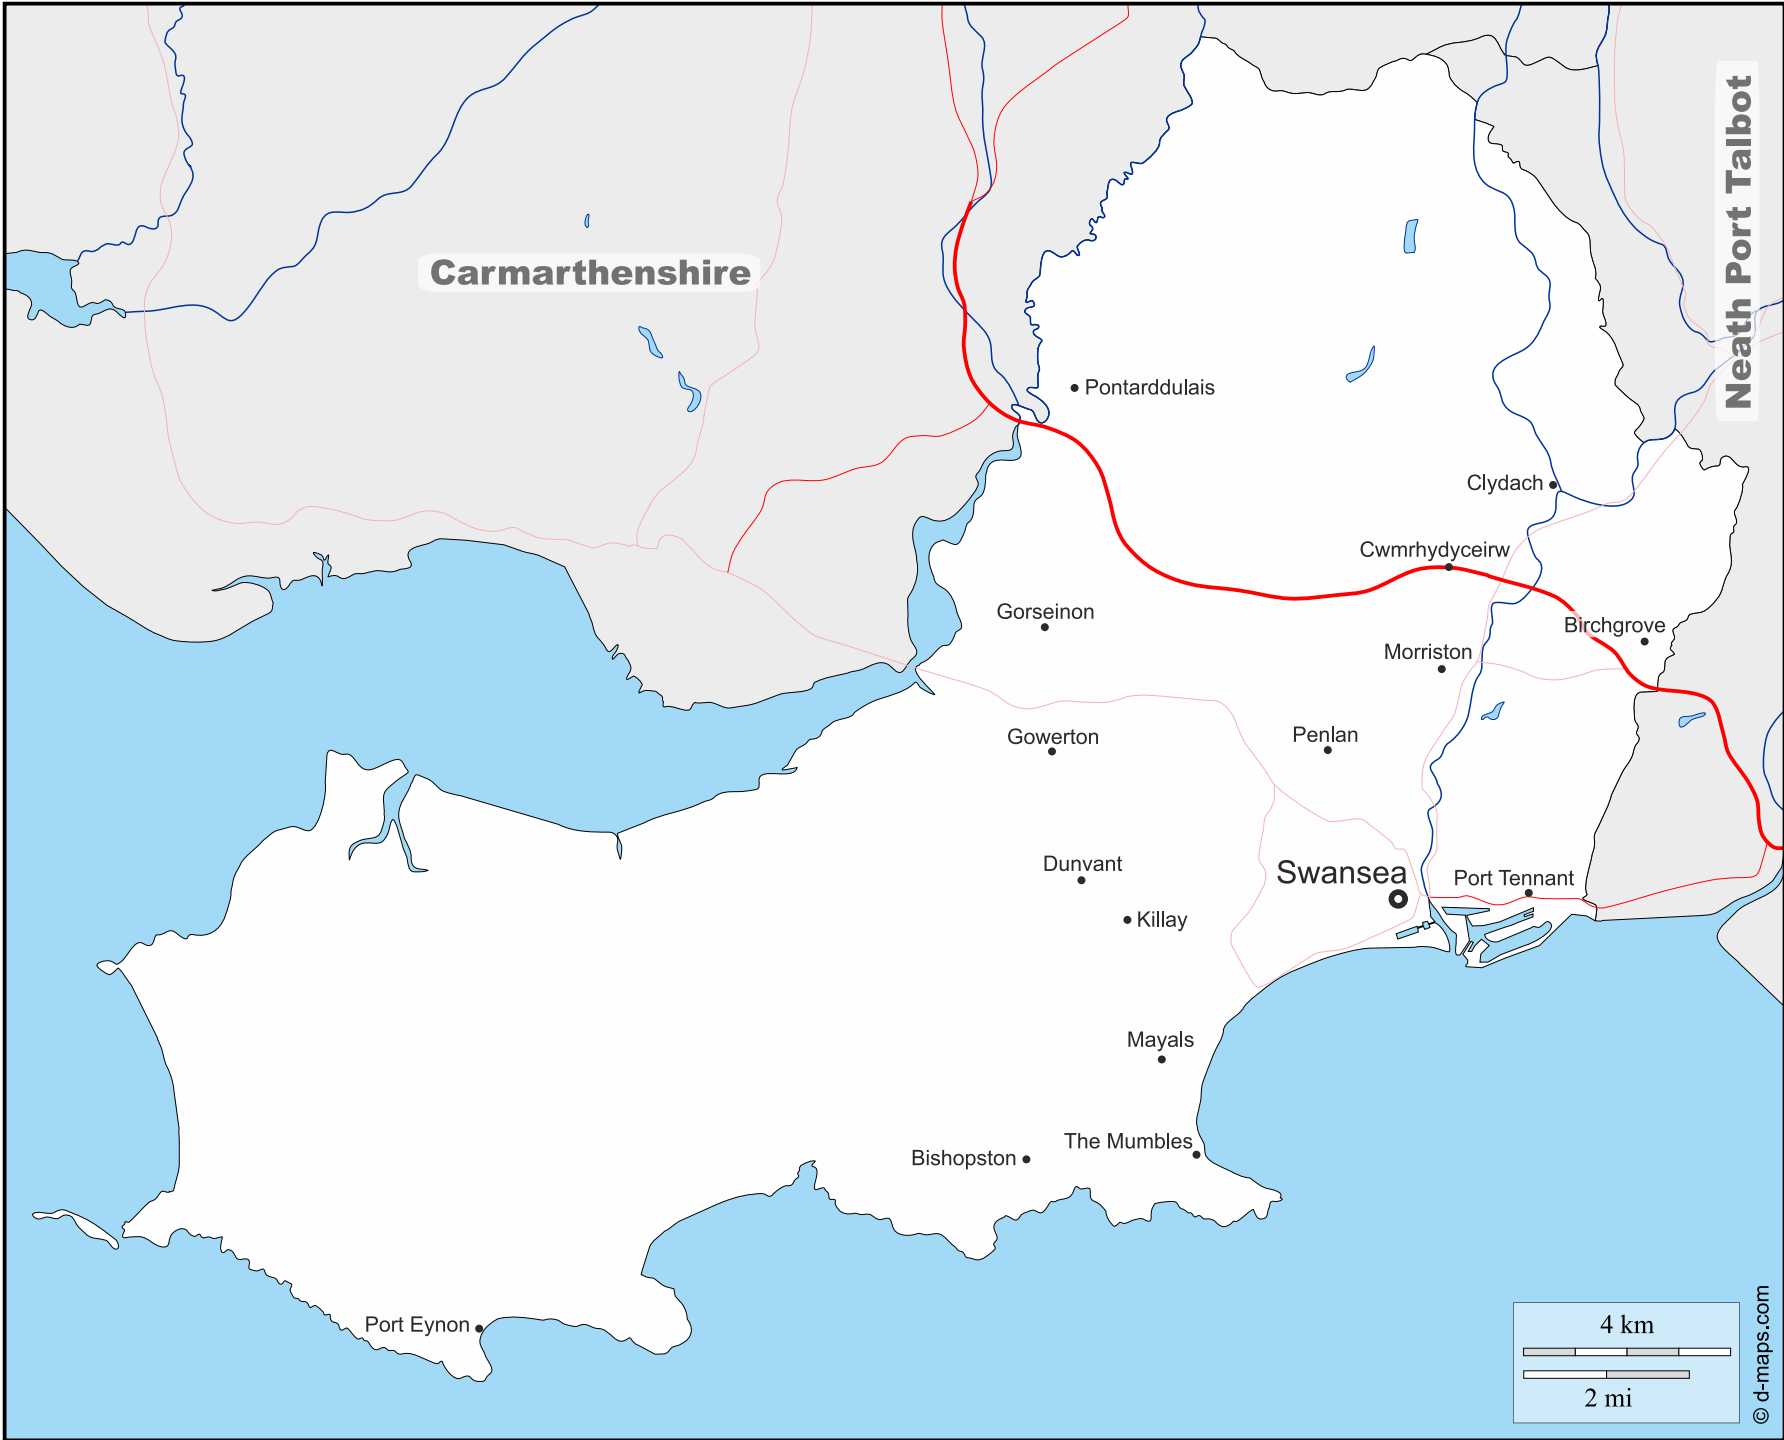 Neath Port Talbot
Carmarthenshire
Pontarddulais
Clydach
Cwmrhydyceirw
Gorseinon
Birchgrove
Morriston
Gowerton
Penlan
Dunvant
Swansea
Port Tennant
Killay
Mayals
The Mumbles
Bishopston
Port Eynon
4 km
2 mi
© d-maps.com